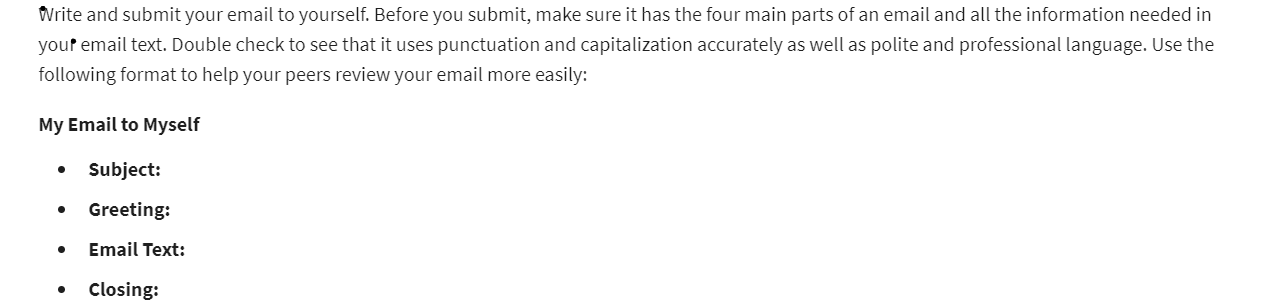 Write and submit your email to yourself. Before you submit, make sure it has the four main parts of an email and all the information needed in
your email text. Double check to see that it uses punctuation and capitalization accurately as well as polite and professional language. Use the
following format to help your peers review your email more easily:
My Email to Myself
• Subject:
• Greeting:
• Email Text:
• Closing: